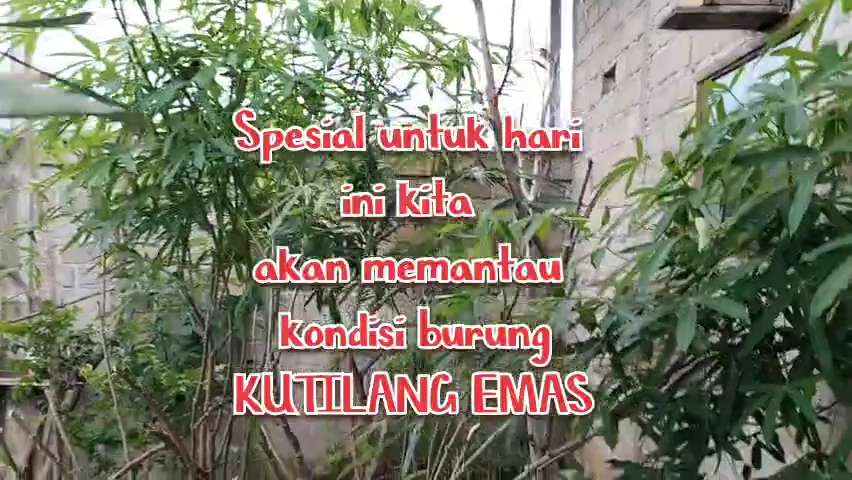 Spesial untuk hari
ini kita
akan memantau
kondisi burung
KUTILANG EMAS